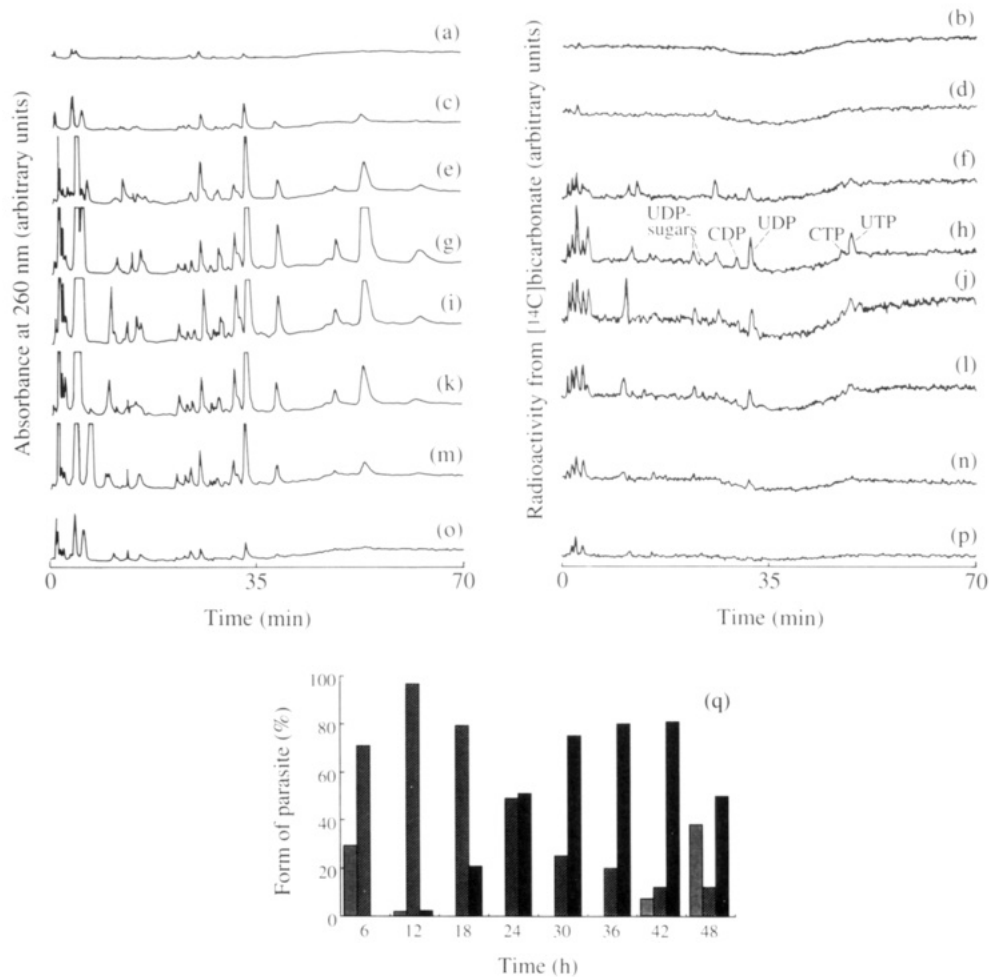 Absorbance at 260 nm (arbitrary units)
(a)
(c)
(e)
(g)
(i)
(k)
(m)
(o)
0
35
70
Time (min)
Radioactivity from [14C]bicarbonate (arbitrary units)
(b)
(d)
(f)
(h)
UDP-
sugars
CDP
UDP
CTP
UTP
(j)
(l)
(n)
(p)
0
35
70
Time (min)
Form of parasite (%)
(q)
100
80
60
40
20
0
6
12
18
24
30
36
42
48
Time (h)